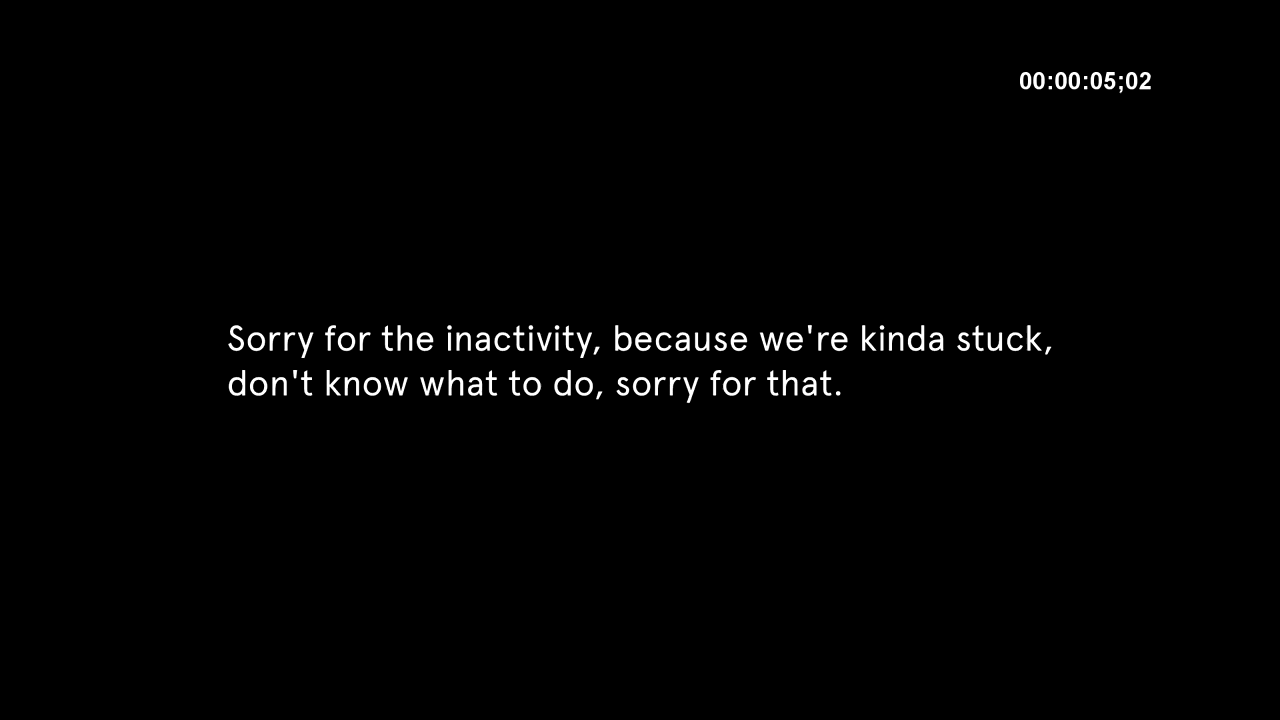 00:00:05;02
Sorry for the inactivity, because we're kinda stuck,
don't know what to do, sorry for that.